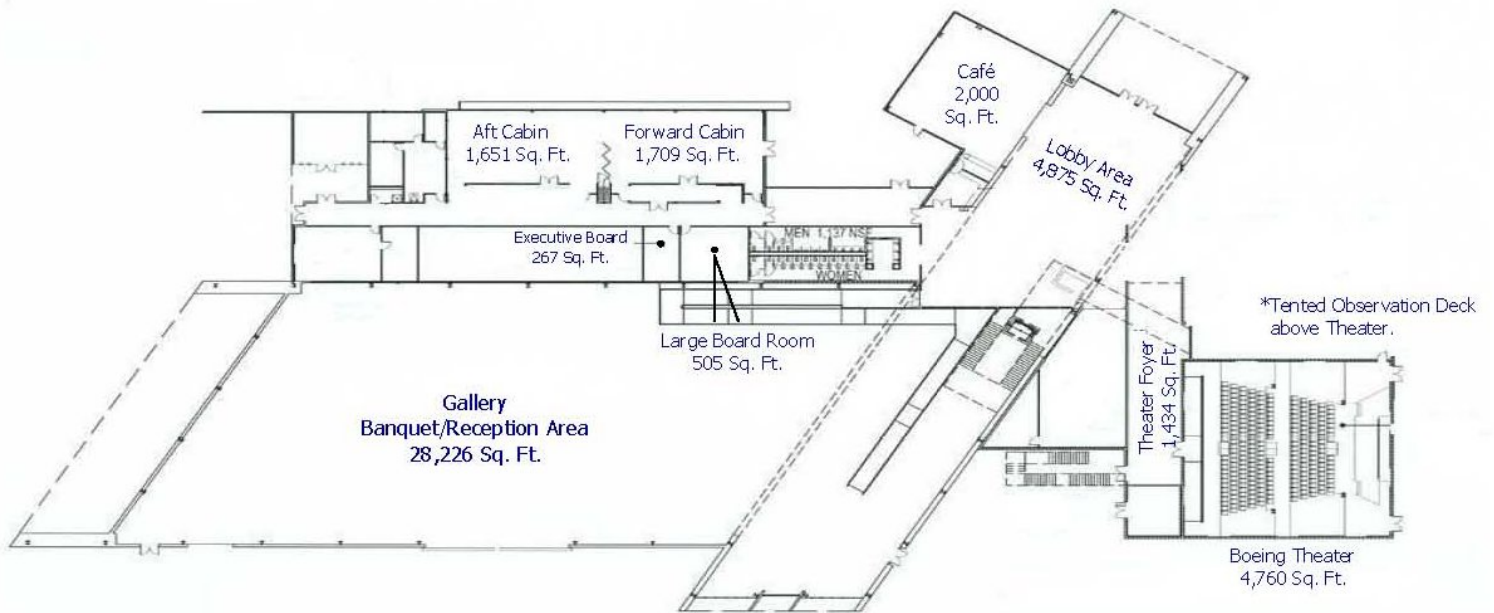 Café
2,000
Sq. Ft.
Aft Cabin
1,651 Sq. Ft.
Forward Cabin
1,709 Sq. Ft.
Lobby Area
4,875 Sq. Ft.
Executive Board
267 Sq. Ft.
MEN 1,137 NSF
WOMEN
*Tented Observation Deck
above Theater.
Large Board Room
505 Sq. Ft.
Theater Foyer
1,434 Sq. Ft.
Gallery
Banquet/Reception Area
28,226 Sq. Ft.
Boeing Theater
4,760 Sq. Ft.